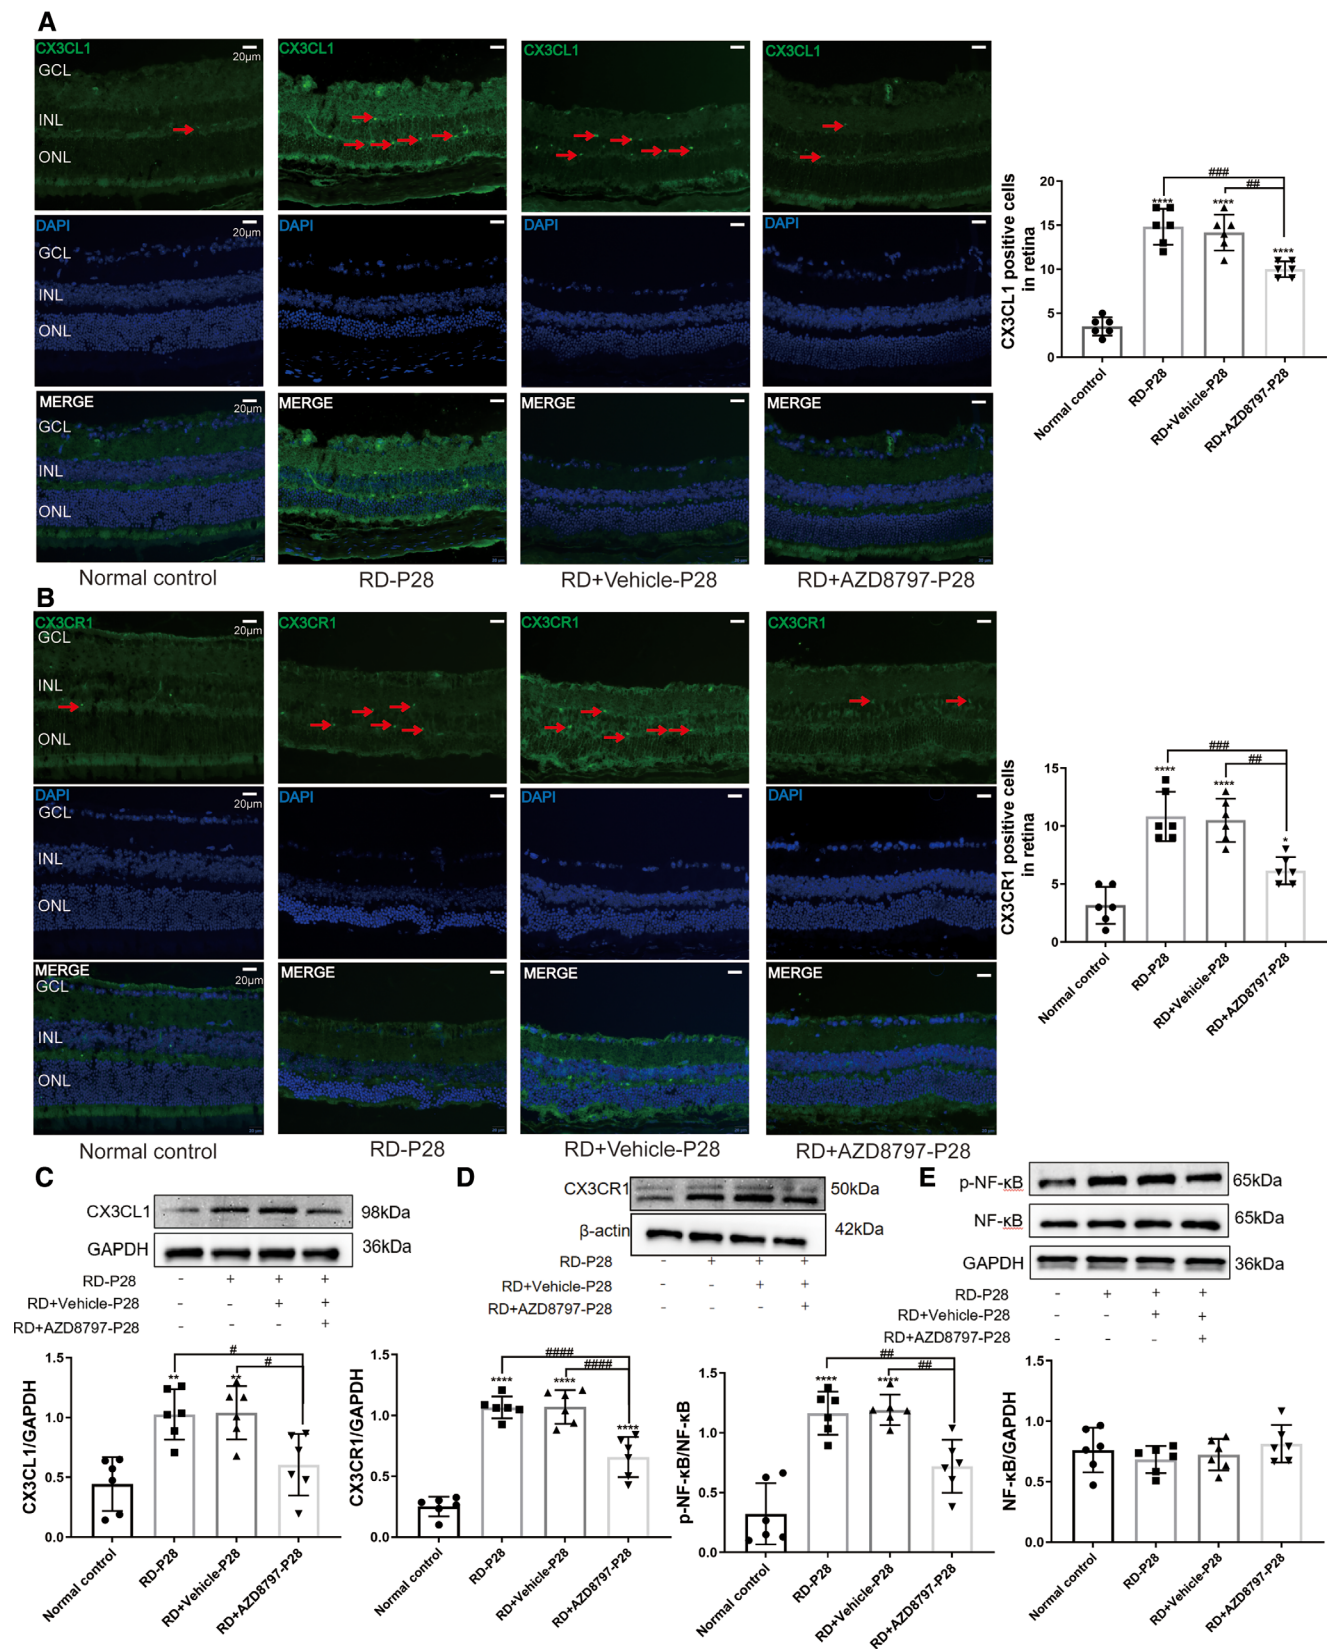 A
CX3CL1 20μm GCL INL ONL
CX3CL1
CX3CL1
CX3CL1
DAPI 20μm GCL INL ONL
DAPI
DAPI
DAPI
MERGE 20μm GCL INL ONL
MERGE
MERGE
MERGE
Normal control RD-P28 RD+Vehicle-P28 RD+AZD8797-P28
CX3CL1 positive cells
in retina
20
15
10
5
0
**** **** ****
###
##
Normal control RD-P28 RD+Vehicle-P28 RD+AZD8797-P28
B
CX3CR1 20μm GCL INL ONL
CX3CR1
CX3CR1
CX3CR1
DAPI 20μm GCL INL ONL
DAPI
DAPI
DAPI
MERGE 20μm GCL INL ONL
MERGE
MERGE
MERGE
Normal control RD-P28 RD+Vehicle-P28 RD+AZD8797-P28
CX3CR1 positive cells
in retina
15
10
5
0
**** **** *
###
##
Normal control RD-P28 RD+Vehicle-P28 RD+AZD8797-P28
C
CX3CL1 98kDa
GAPDH 36kDa
RD-P28 - + + +
RD+Vehicle-P28 - - + +
RD+AZD8797-P28 - - - +
CX3CL1/GAPDH
1.5
1.0
0.5
0.0
** **
#
#
Normal control RD-P28 RD+Vehicle-P28 RD+AZD8797-P28
D
CX3CR1 50kDa
β-actin 42kDa
RD-P28 - + + +
RD+Vehicle-P28 - - + +
RD+AZD8797-P28 - - - +
CX3CR1/GAPDH
1.5
1.0
0.5
0.0
**** **** ****
####
####
Normal control RD-P28 RD+Vehicle-P28 RD+AZD8797-P28
E
p-NF-κB 65kDa
NF-κB 65kDa
GAPDH 36kDa
RD-P28 - + + +
RD+Vehicle-P28 - - + +
RD+AZD8797-P28 - - - +
p-NF-κB/NF-κB
1.5
1.0
0.5
0.0
**** ****
##
##
Normal control RD-P28 RD+Vehicle-P28 RD+AZD8797-P28
NF-κB/GAPDH
1.5
1.0
0.5
0.0
Normal control RD-P28 RD+Vehicle-P28 RD+AZD8797-P28